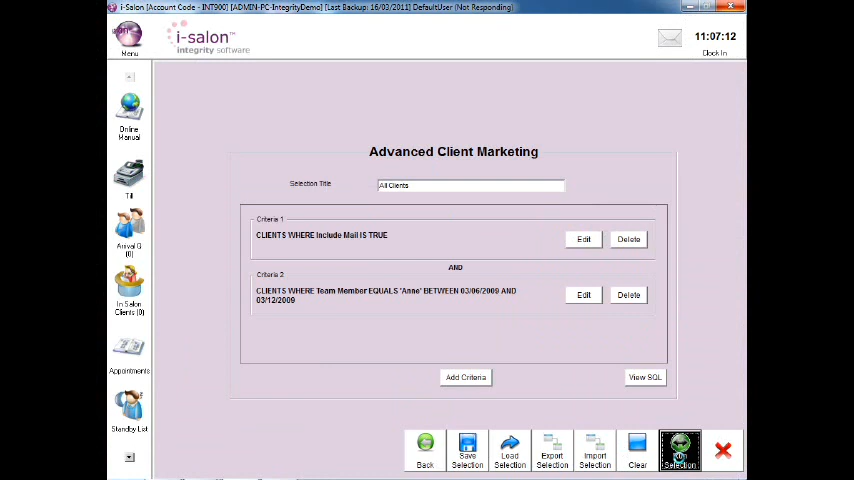 i-Salon [Account Code - INT900] [ADMIN-PC-IntegrityDemo] [Last Backup: 16/03/2011] DefaultUser (Not Responding)
Menu
i-salon™
integrity software
11:07:12
Clock In
Online
Manual
Till
Arrival Q
(0)
In Salon
Clients (0)
Appointments
Standby List
Advanced Client Marketing
Selection Title
All Clients
Criteria 1
CLIENTS WHERE Include Mail IS TRUE
Edit
Delete
AND
Criteria 2
CLIENTS WHERE Team Member EQUALS 'Anne' BETWEEN 03/06/2009 AND
03/12/2009
Edit
Delete
Add Criteria
View SQL
Back
Save
Selection
Load
Selection
Export
Selection
Import
Selection
Clear
Run
Selection